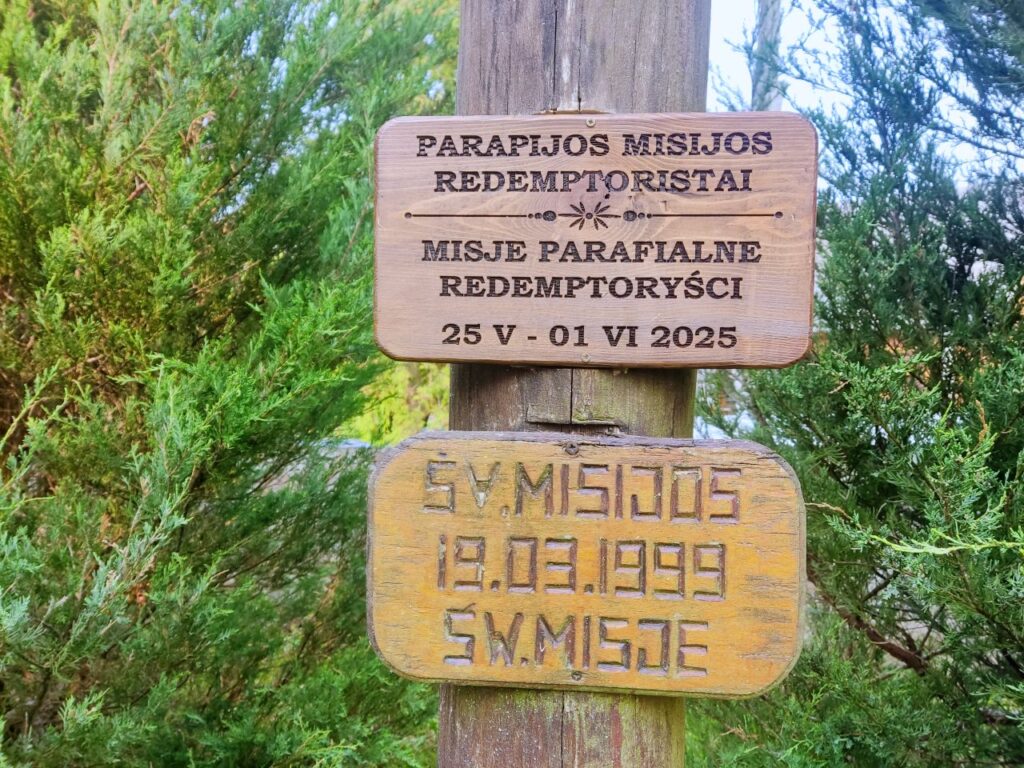 PARAPIJOS MISIJOS
REDEMPTORISTAI
MISJE PARAFIALNE
REDEMPTORYŚCI
25 V - 01 VI 2025
ŠV.MISIJOS
19.03.1999
ŚW.MISJE